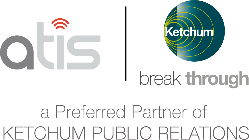 atis
Ketchum
break through
a Preferred Partner of
KETCHUM PUBLIC RELATIONS